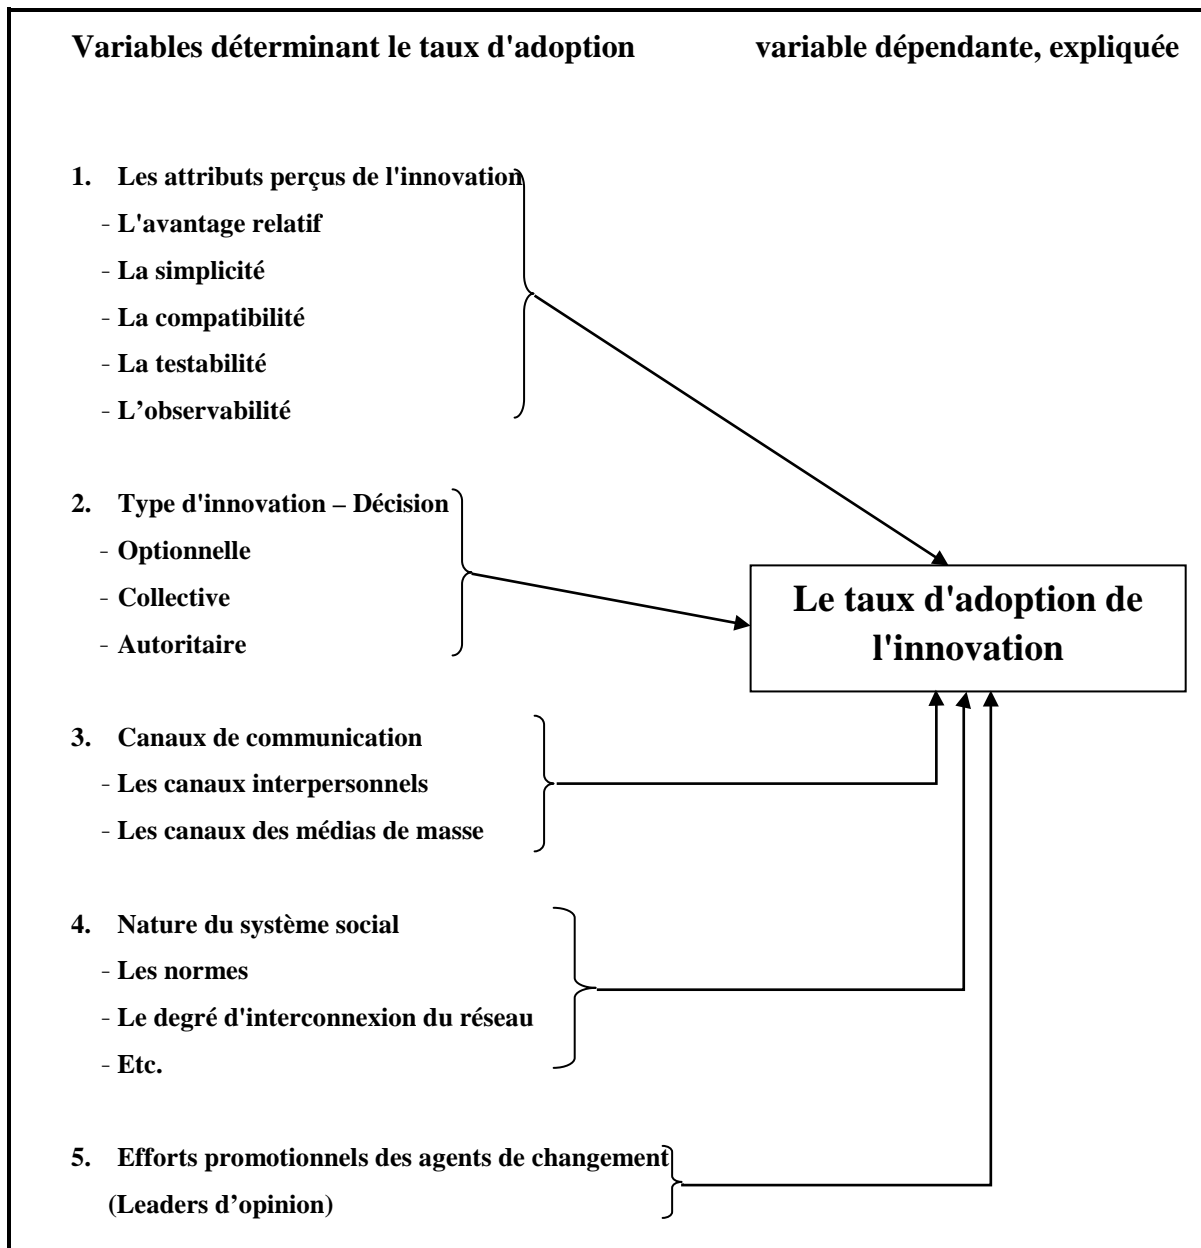 Variables déterminant le taux d'adoption
variable dépendante, expliquée
1. Les attributs perçus de l'innovation
- L'avantage relatif
- La simplicité
- La compatibilité
- La testabilité
- L’observabilité
2. Type d'innovation – Décision
- Optionnelle
- Collective
- Autoritaire
Le taux d'adoption de
l'innovation
3. Canaux de communication
- Les canaux interpersonnels
- Les canaux des médias de masse
4. Nature du système social
- Les normes
- Le degré d'interconnexion du réseau
- Etc.
5. Efforts promotionnels des agents de changement
(Leaders d’opinion)